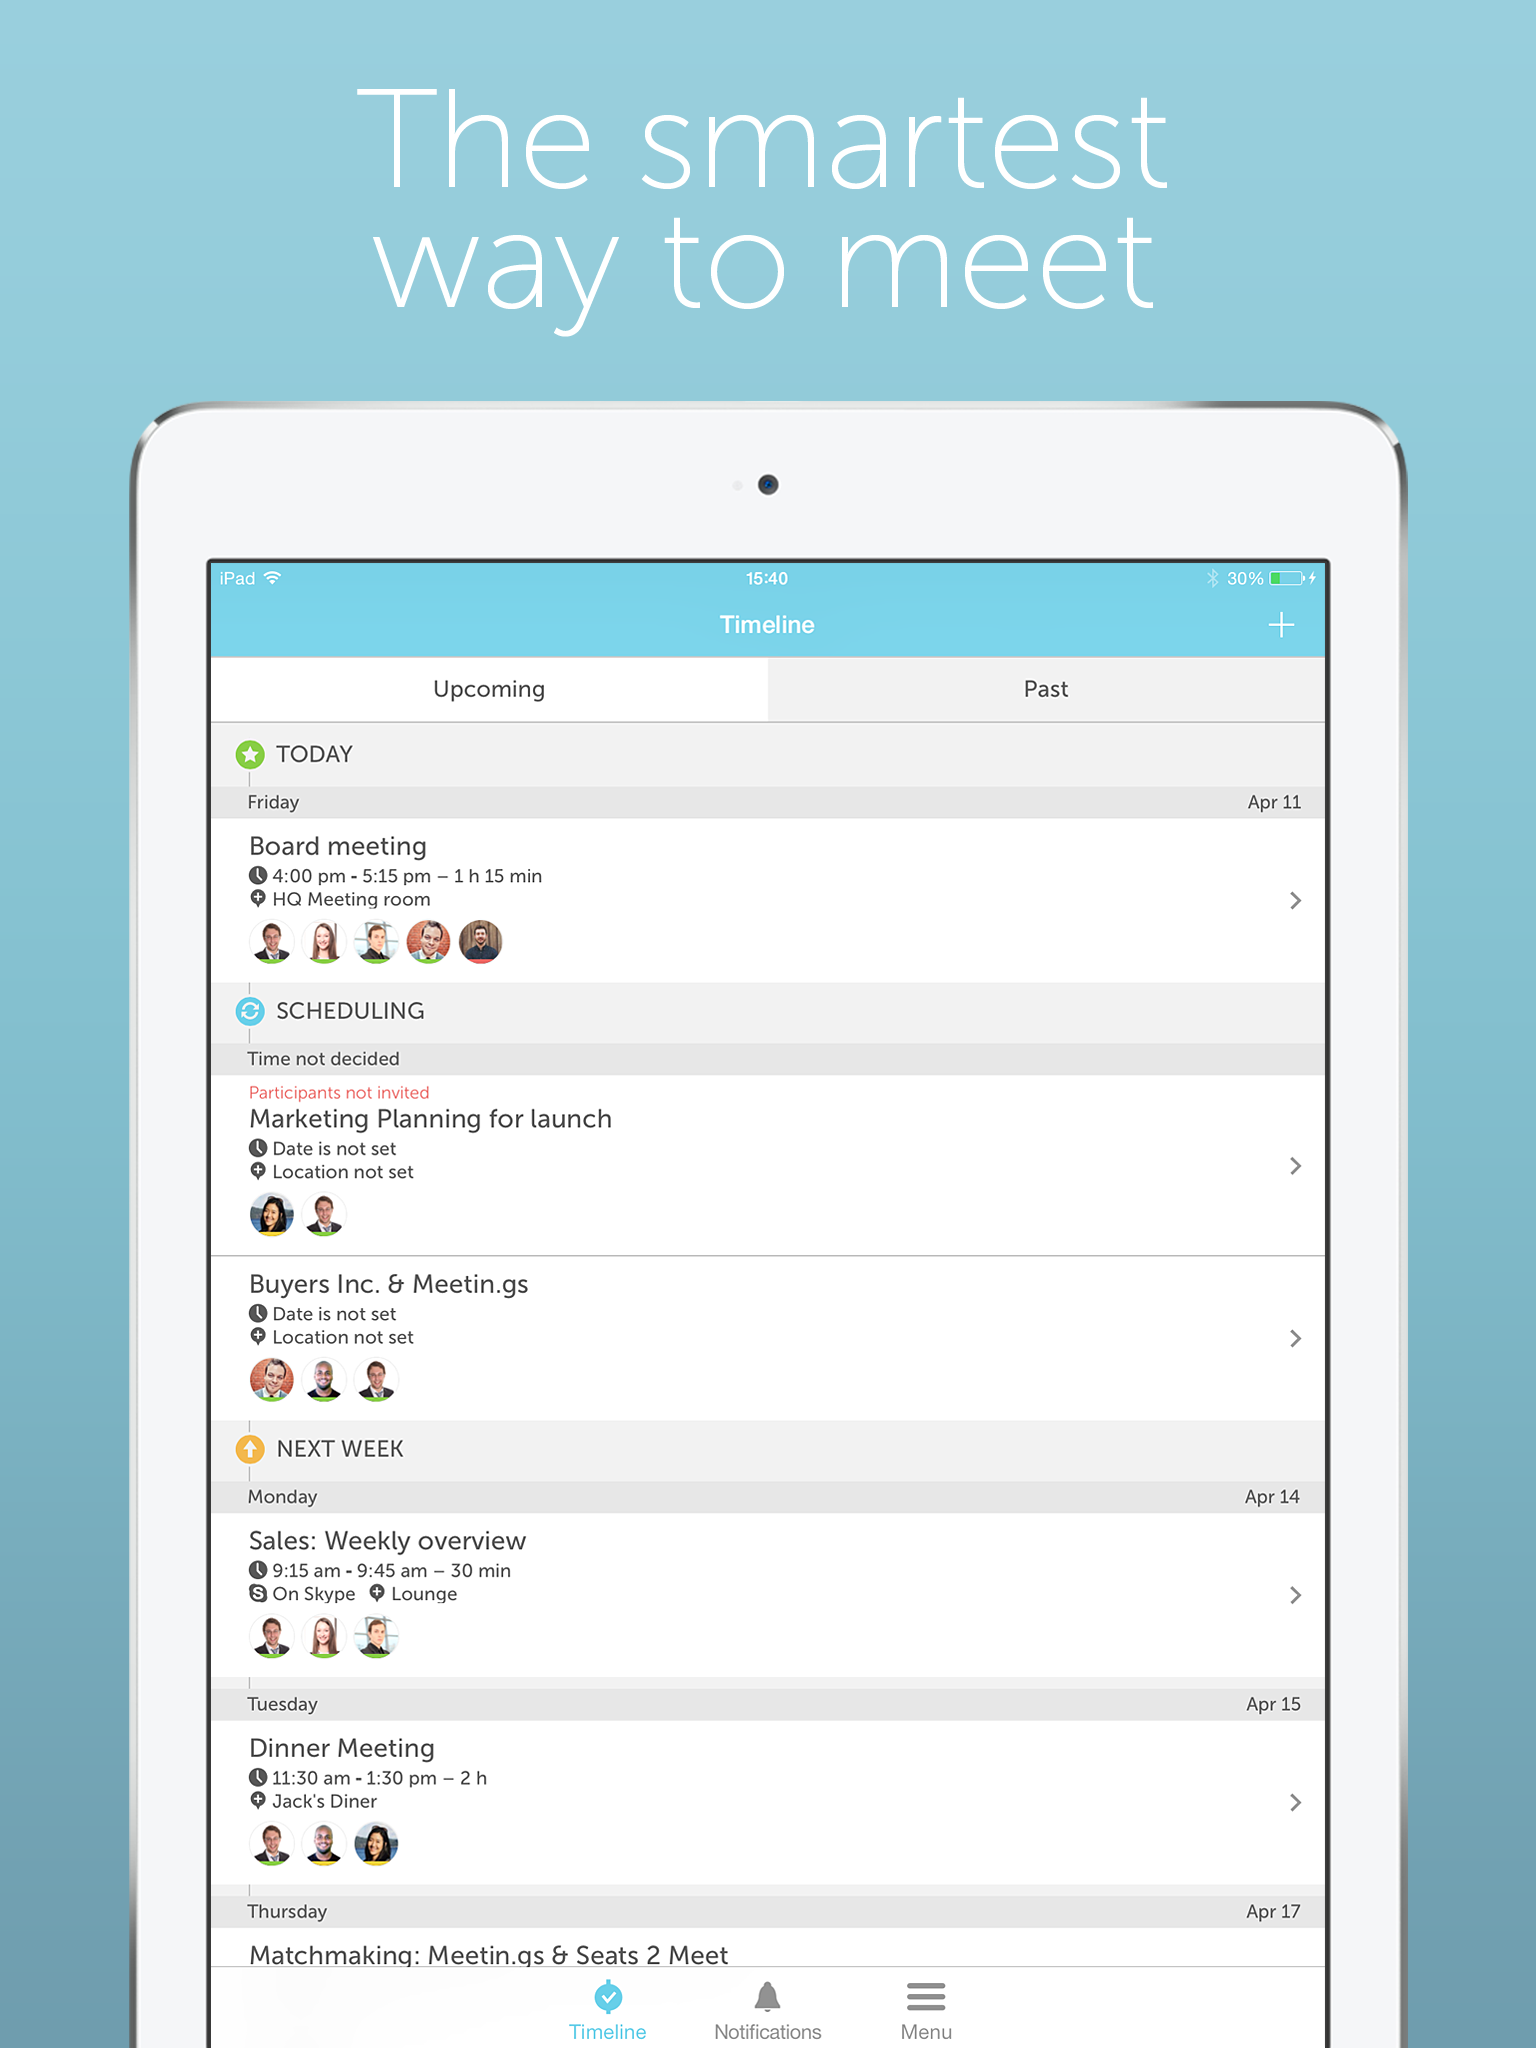 The smartest
way to meet
iPad 15:40 30%
Timeline
Upcoming Past
TODAY
Friday Apr 11
Board meeting
4:00 pm - 5:15 pm – 1 h 15 min
HQ Meeting room
SCHEDULING
Time not decided
Participants not invited
Marketing Planning for launch
Date is not set
Location not set
Buyers Inc. & Meetin.gs
Date is not set
Location not set
NEXT WEEK
Monday Apr 14
Sales: Weekly overview
9:15 am - 9:45 am – 30 min
On Skype Lounge
Tuesday Apr 15
Dinner Meeting
11:30 am - 1:30 pm – 2 h
Jack's Diner
Thursday Apr 17
Matchmaking: Meetin.gs & Seats 2 Meet
Timeline Notifications Menu